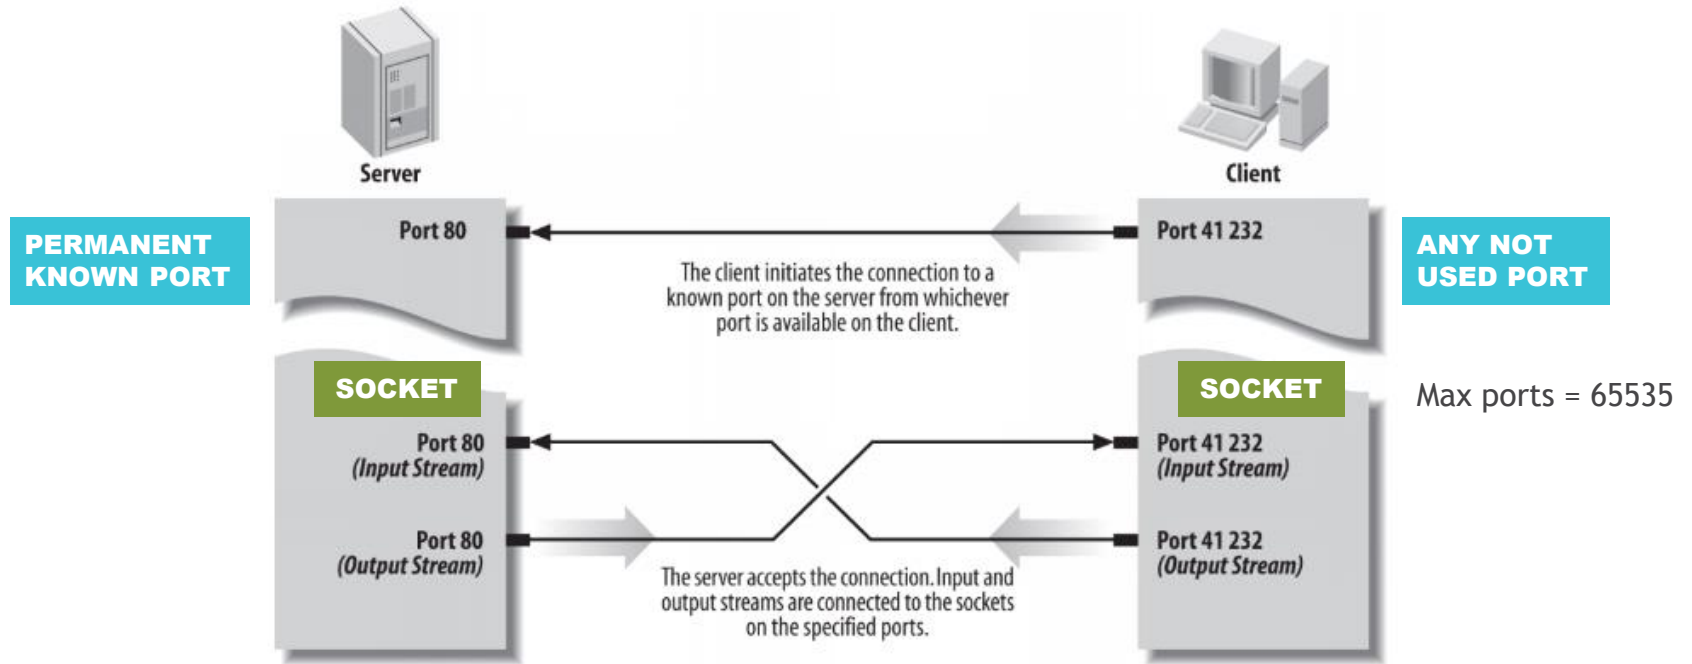 Server
Client
PERMANENT
KNOWN PORT
Port 80
Port 41 232
ANY NOT
USED PORT
The client initiates the connection to a
known port on the server from whichever
port is available on the client.
SOCKET
SOCKET
Max ports = 65535
Port 80
(Input Stream)
Port 41 232
(Input Stream)
Port 80
(Output Stream)
Port 41 232
(Output Stream)
The server accepts the connection. Input and
output streams are connected to the sockets
on the specified ports.